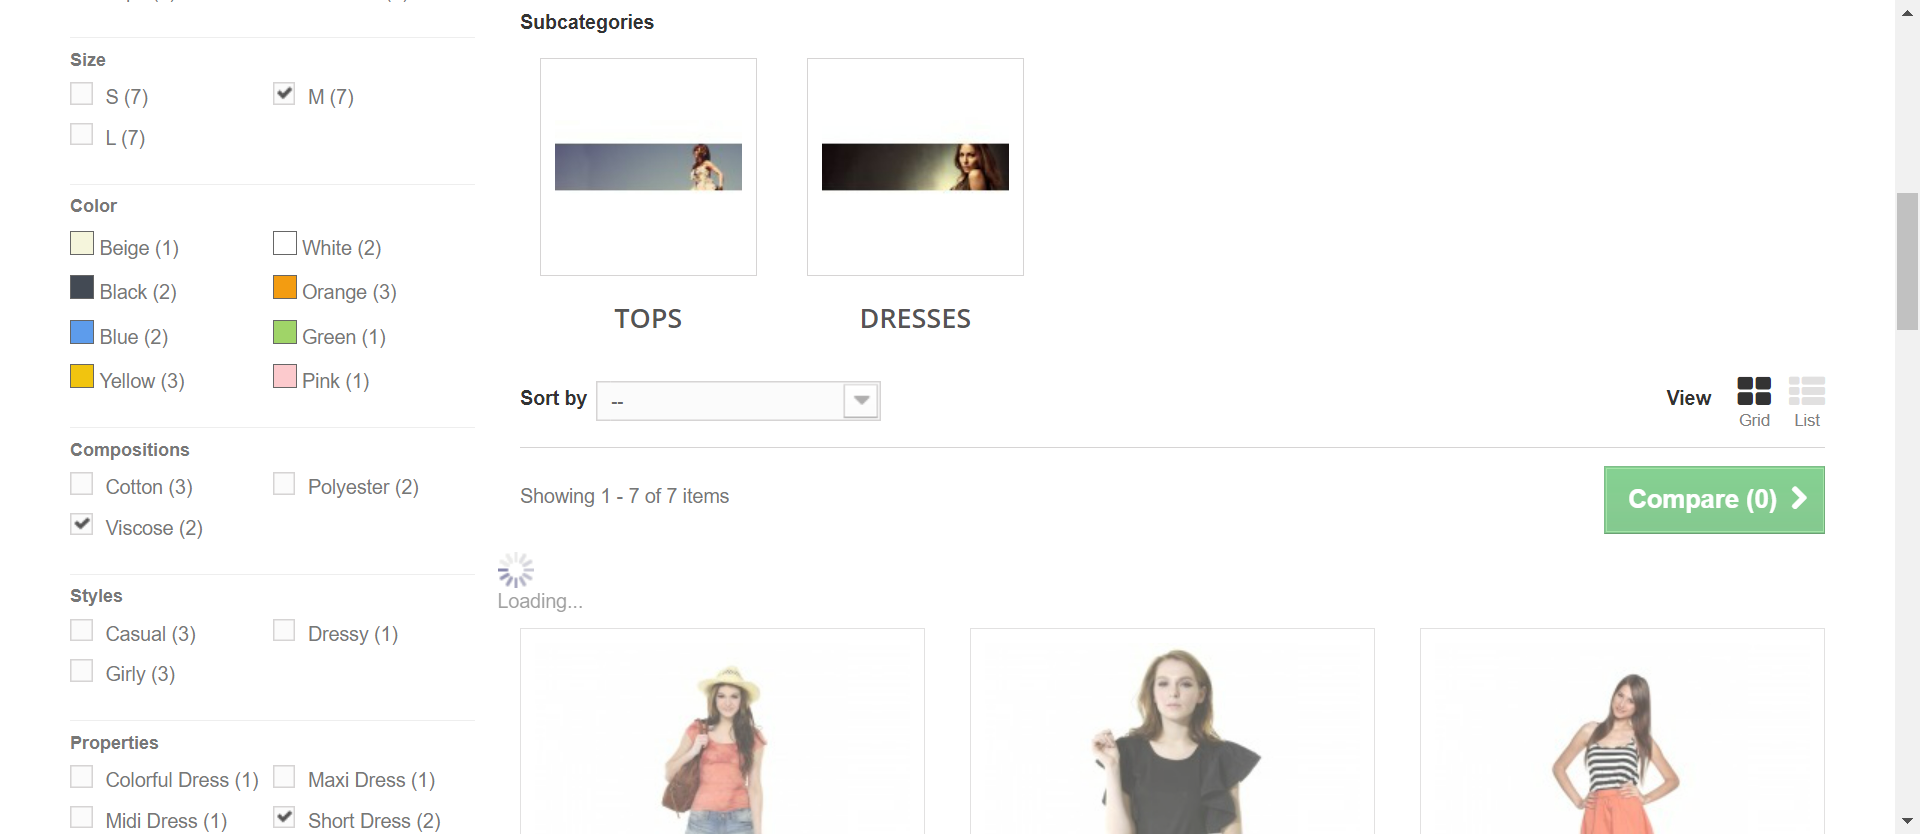 Size
S (7)
M (7)
L (7)
Color
Beige (1)
White (2)
Black (2)
Orange (3)
Blue (2)
Green (1)
Yellow (3)
Pink (1)
Compositions
Cotton (3)
Polyester (2)
Viscose (2)
Styles
Casual (3)
Dressy (1)
Girly (3)
Properties
Colorful Dress (1)
Maxi Dress (1)
Midi Dress (1)
Short Dress (2)
Subcategories
TOPS
DRESSES
Sort by
--
View
Grid
List
Showing 1 - 7 of 7 items
Compare (0)
Loading...